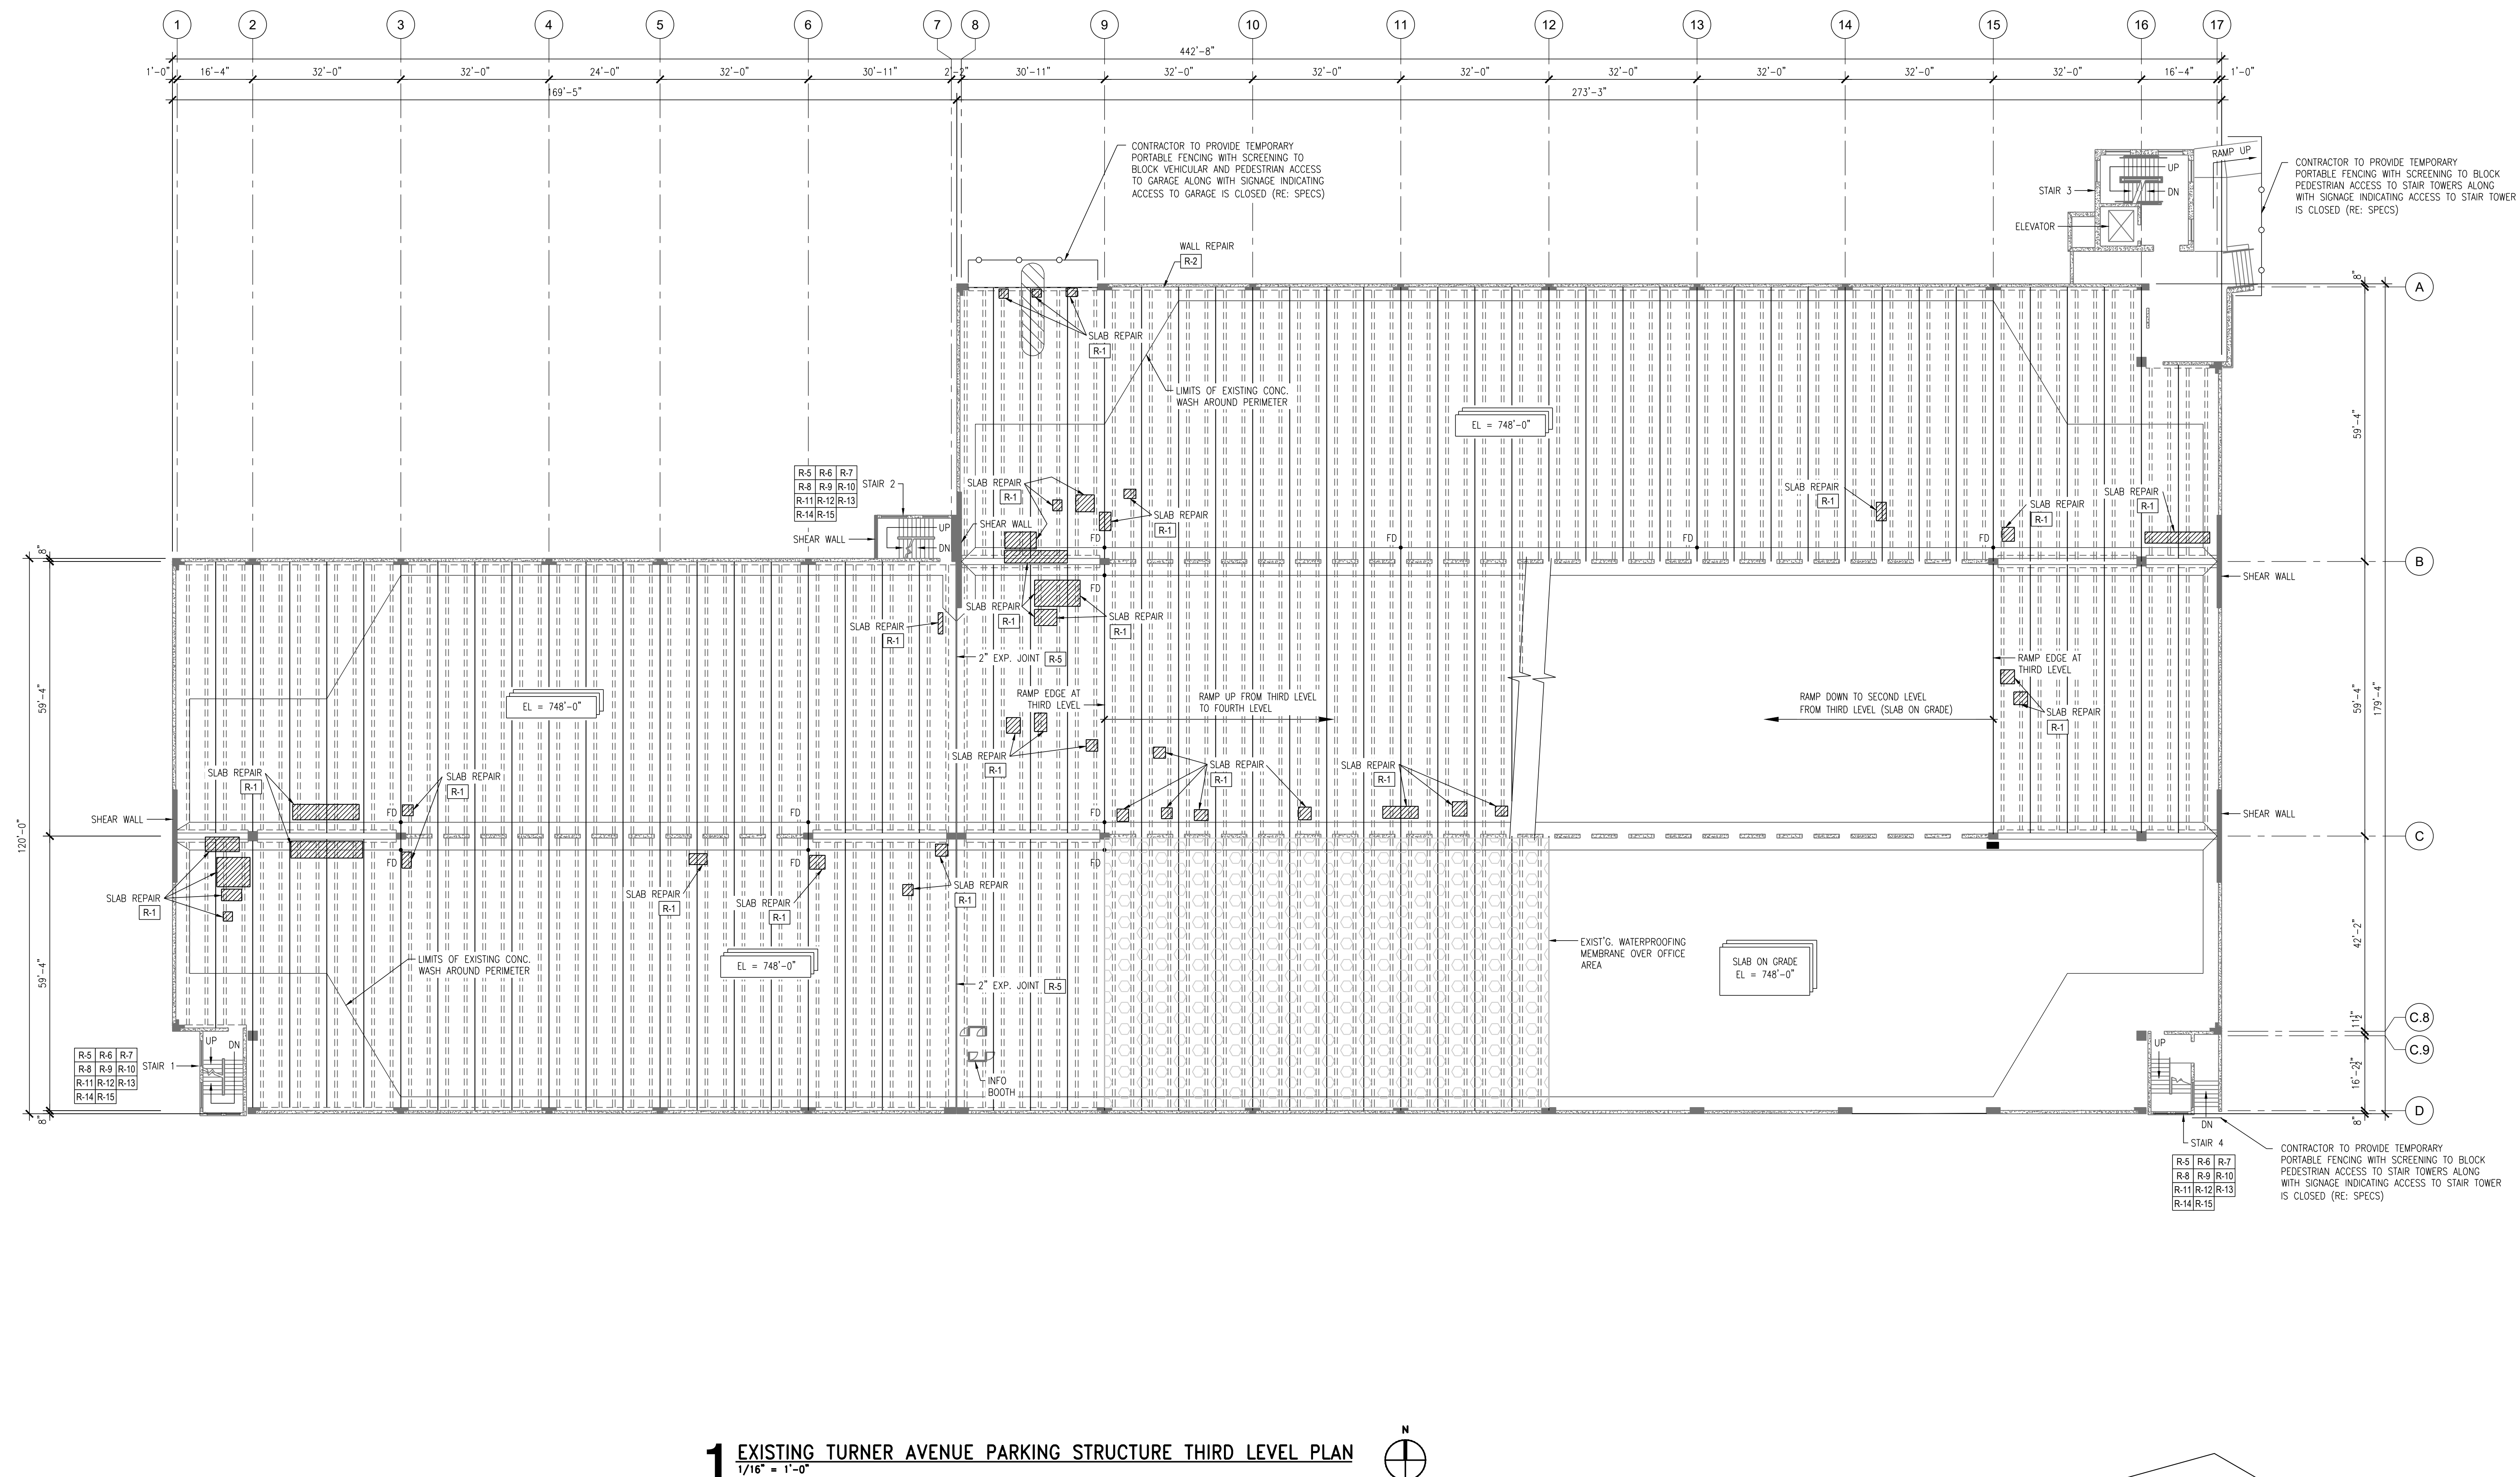 1 2 3 4 5 6 7 8 9 10 11 12 13 14 15 16 17
442'-8"
1'-0" 16'-4" 32'-0" 32'-0" 24'-0" 32'-0" 30'-11" 2'-2" 30'-11" 32'-0" 32'-0" 32'-0" 32'-0" 32'-0" 32'-0" 32'-0" 16'-4" 1'-0"
169'-5" 273'-3"
CONTRACTOR TO PROVIDE TEMPORARY
PORTABLE FENCING WITH SCREENING TO
BLOCK VEHICULAR AND PEDESTRIAN ACCESS
TO GARAGE ALONG WITH SIGNAGE INDICATING
ACCESS TO GARAGE IS CLOSED (RE: SPECS)
RAMP UP
UP
DN
STAIR 3
ELEVATOR
CONTRACTOR TO PROVIDE TEMPORARY
PORTABLE FENCING WITH SCREENING TO BLOCK
PEDESTRIAN ACCESS TO STAIR TOWERS ALONG
WITH SIGNAGE INDICATING ACCESS TO STAIR TOWER
IS CLOSED (RE: SPECS)
WALL REPAIR
R-2
8"
A
SLAB REPAIR
R-1
LIMITS OF EXISTING CONC.
WASH AROUND PERIMETER
EL = 748'-0"
59'-4"
R-5 R-6 R-7
R-8 R-9 R-10
R-11 R-12 R-13
R-14 R-15
STAIR 2
UP
DN
SHEAR WALL
SLAB REPAIR
R-1
SHEAR WALL
SLAB REPAIR
R-1
SLAB REPAIR
R-1
SLAB REPAIR
R-1
SLAB REPAIR
R-1
FD FD FD FD
8"
B
SHEAR WALL
FD
SLAB REPAIR
R-1
SLAB REPAIR
R-1
SLAB REPAIR
R-1
2" EXP. JOINT R-5
RAMP EDGE AT
THIRD LEVEL
59'-4"
EL = 748'-0"
RAMP EDGE AT
THIRD LEVEL
RAMP UP FROM THIRD LEVEL
TO FOURTH LEVEL
RAMP DOWN TO SECOND LEVEL
FROM THIRD LEVEL (SLAB ON GRADE)
SLAB REPAIR
R-1
59'-4"
179'-4"
SLAB REPAIR
R-1
SLAB REPAIR
R-1
SLAB REPAIR
R-1
SLAB REPAIR
R-1
SLAB REPAIR
R-1
FD FD FD
SHEAR WALL
SHEAR WALL
120'-0"
C
FD FD FD
SLAB REPAIR
R-1
SLAB REPAIR
R-1
SLAB REPAIR
R-1
SLAB REPAIR
R-1
42'-2"
LIMITS OF EXISTING CONC.
WASH AROUND PERIMETER
EL = 748'-0"
59'-4"
2" EXP. JOINT R-5
EXIST'G. WATERPROOFING
MEMBRANE OVER OFFICE
AREA
SLAB ON GRADE
EL = 748'-0"
11½"
C.8
C.9
UP DN
R-5 R-6 R-7
R-8 R-9 R-10
R-11 R-12 R-13
R-14 R-15
STAIR 1
INFO
BOOTH
UP
16'-2½"
8"
8"
D
DN
STAIR 4
R-5 R-6 R-7
R-8 R-9 R-10
R-11 R-12 R-13
R-14 R-15
CONTRACTOR TO PROVIDE TEMPORARY
PORTABLE FENCING WITH SCREENING TO BLOCK
PEDESTRIAN ACCESS TO STAIR TOWERS ALONG
WITH SIGNAGE INDICATING ACCESS TO STAIR TOWER
IS CLOSED (RE: SPECS)
N
1 EXISTING TURNER AVENUE PARKING STRUCTURE THIRD LEVEL PLAN
1/16" = 1'-0"